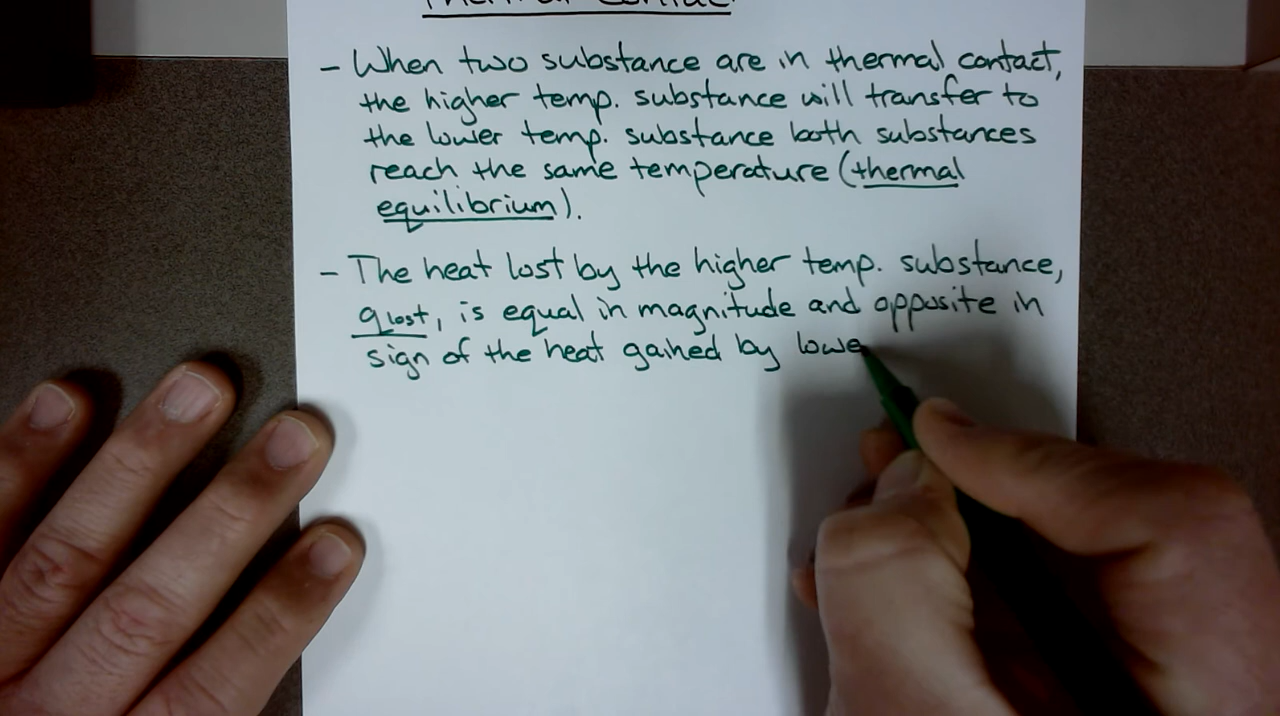 Thermal Contact
- When two substance are in thermal contact,
the higher temp. substance will transfer to
the lower temp. substance both substances
reach the same temperature (thermal
equilibrium).
- The heat lost by the higher temp. substance,
qlost, is equal in magnitude and opposite in
sign of the heat gained by lowe